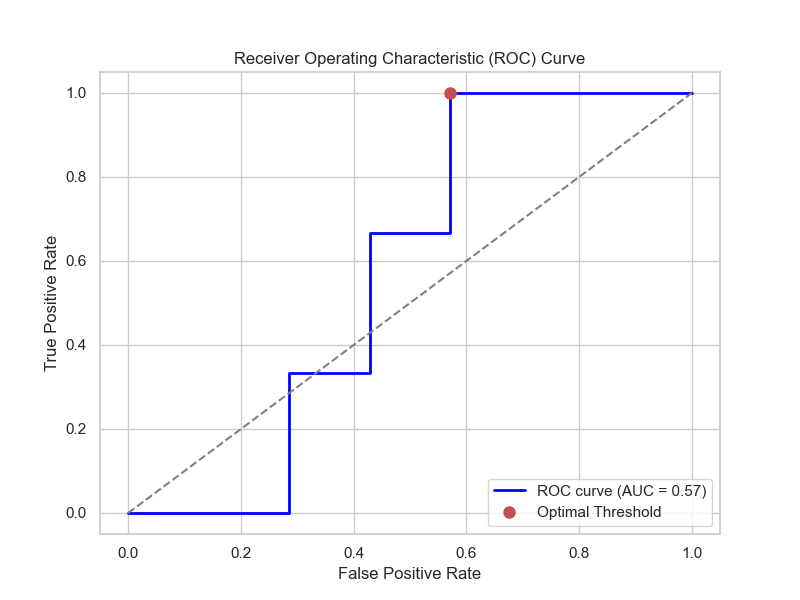 Receiver Operating Characteristic (ROC) Curve
True Positive Rate
1.0
0.8
0.6
0.4
0.2
0.0
0.0 0.2 0.4 0.6 0.8 1.0
False Positive Rate
ROC curve (AUC = 0.57)
Optimal Threshold